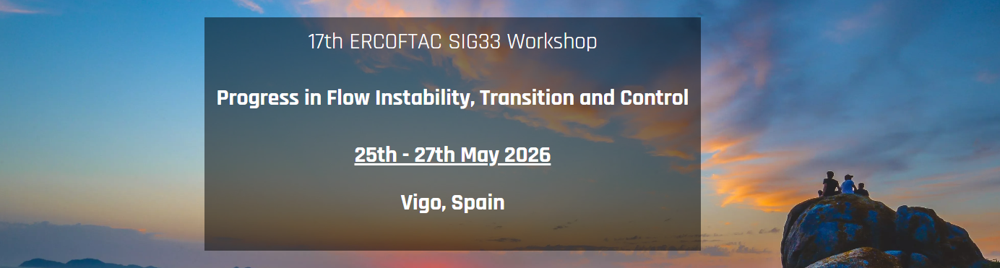 17th ERCOFTAC SIG33 Workshop
Progress in Flow Instability, Transition and Control
25th - 27th May 2026
Vigo, Spain